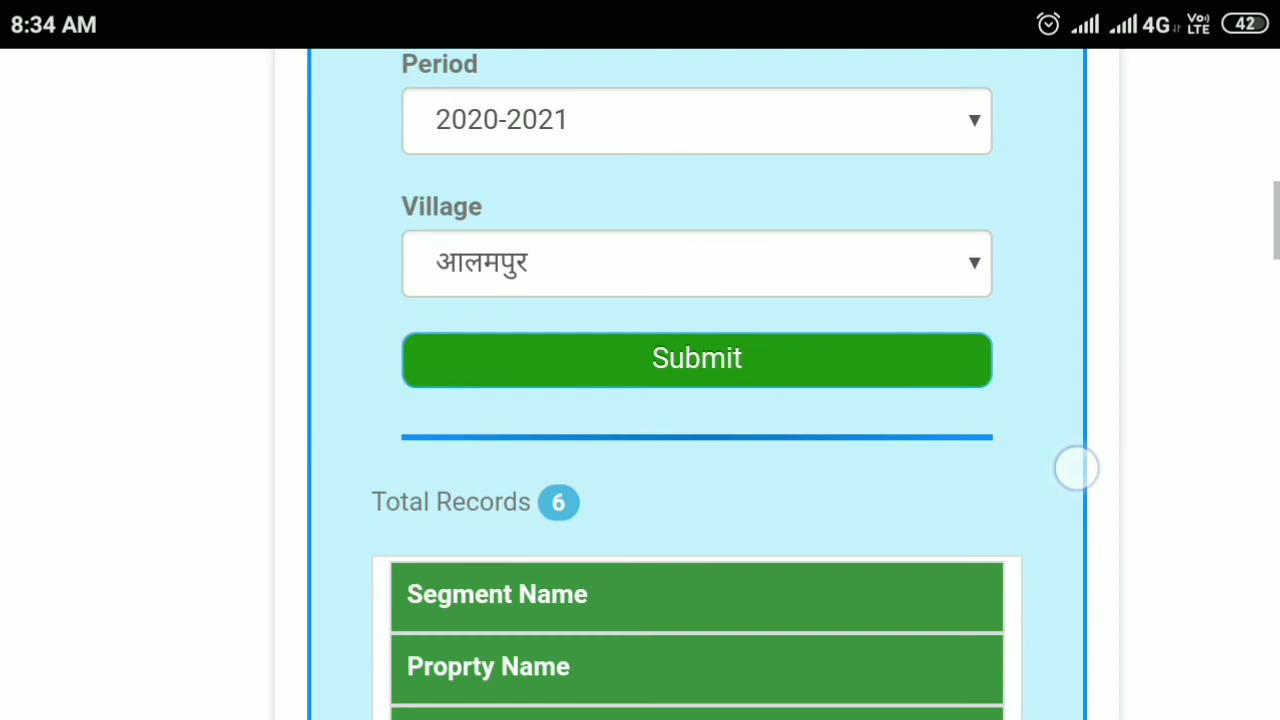 8:34 AM
4G Vo) LTE 42
Period
2020-2021
Village
आलमपुर
Submit
Total Records 6
Segment Name
Proprty Name